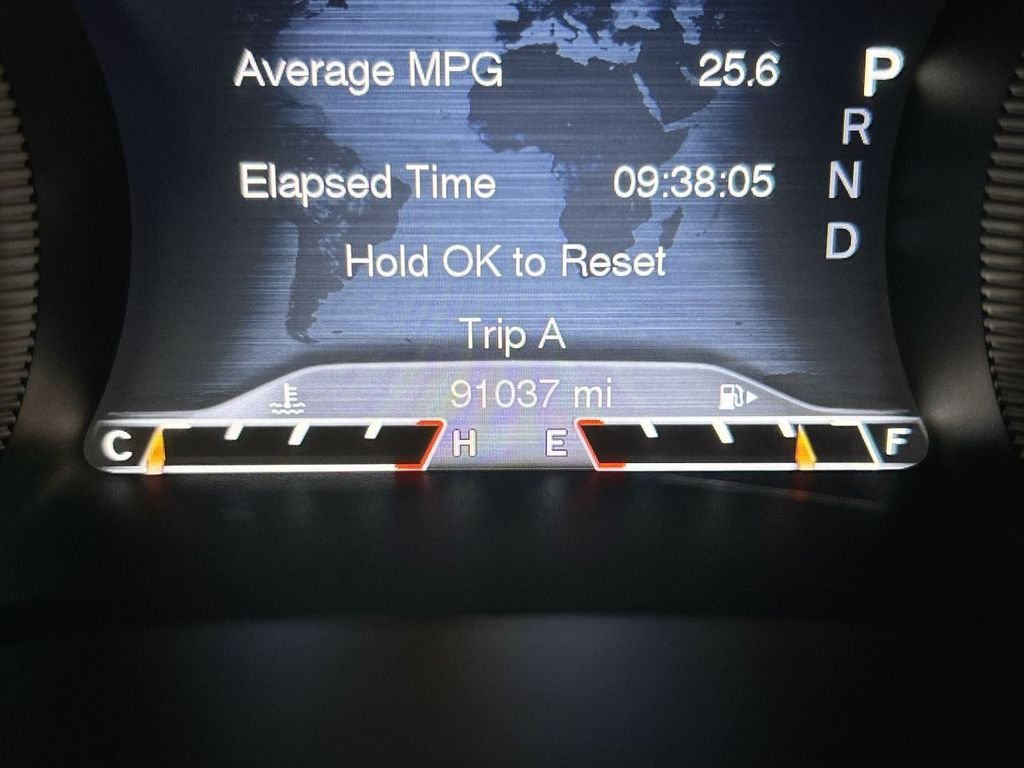 Average MPG 25.6 P
R
Elapsed Time 09:38:05 N
D
Hold OK to Reset
Trip A
91037 mi
C H E F